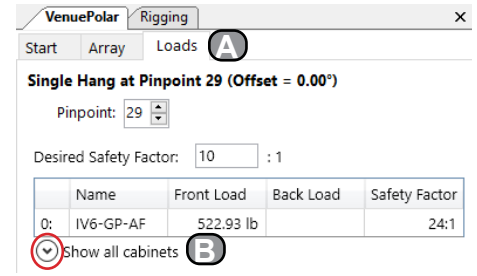 VenuePolar Rigging ×
Start Array Loads A
Single Hang at Pinpoint 29 (Offset = 0.00°)
Pinpoint: 29
Desired Safety Factor: 10 : 1
Name Front Load Back Load Safety Factor
0: IV6-GP-AF 522.93 lb 24:1
Show all cabinets B